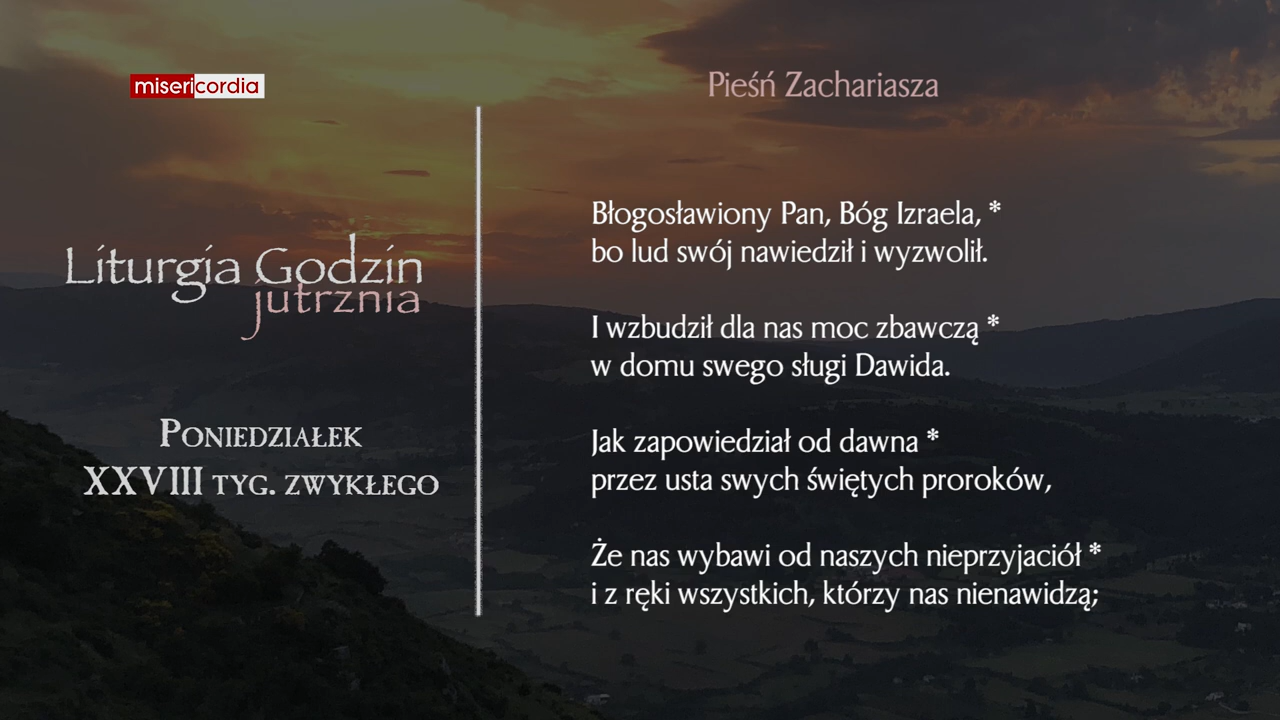 misericordia
Liturgia Godzin
jutrznia
Poniedziałek
XXVIII tyg. zwykłego
Pieśń Zachariasza
Błogosławiony Pan, Bóg Izraela, *
bo lud swój nawiedził i wyzwolił.
I wzbudził dla nas moc zbawczą *
w domu swego sługi Dawida.
Jak zapowiedział od dawna *
przez usta swych świętych proroków,
Że nas wybawi od naszych nieprzyjaciół *
i z ręki wszystkich, którzy nas nienawidzą;